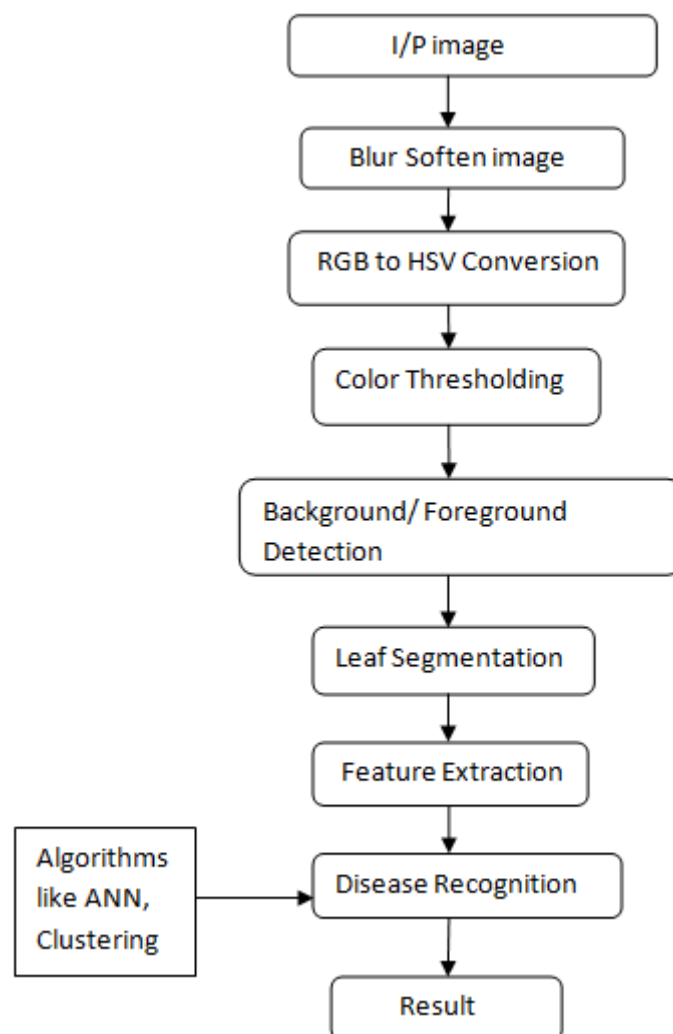 I/P image
Blur Soften image
RGB to HSV Conversion
Color Thresholding
Background/ Foreground
Detection
Leaf Segmentation
Feature Extraction
Algorithms
like ANN,
Clustering
Disease Recognition
Result